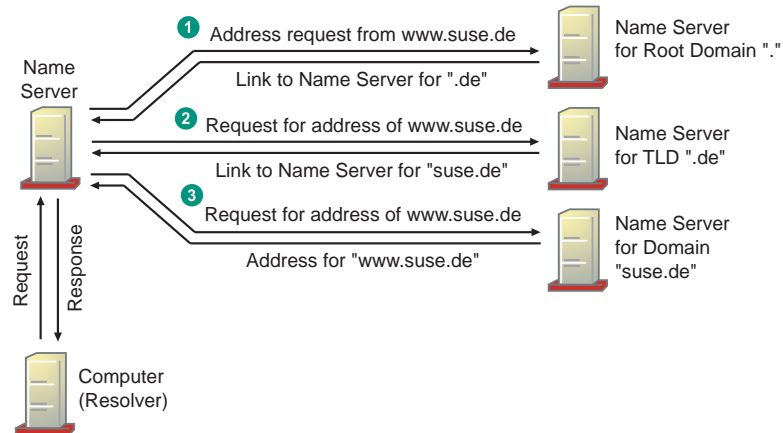 1
Address request from www.suse.de
Link to Name Server for ".de"
Name Server
for Root Domain "."
Name
Server
2
Request for address of www.suse.de
Link to Name Server for "suse.de"
Name Server
for TLD ".de"
3
Request for address of www.suse.de
Address for "www.suse.de"
Name Server
for Domain
"suse.de"
Request
Response
Computer
(Resolver)